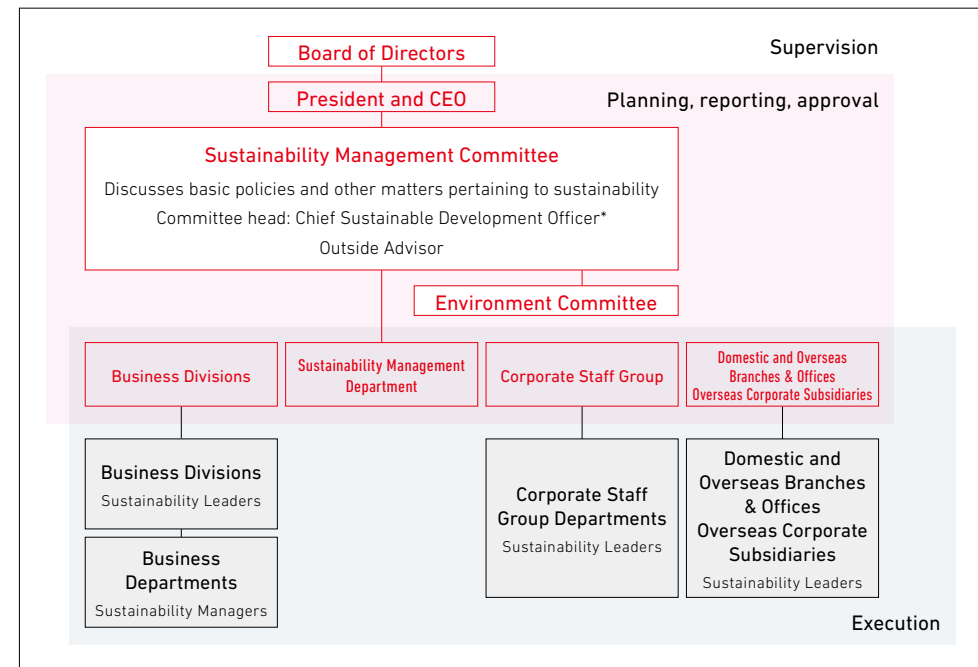 Board of Directors
Supervision
President and CEO
Planning, reporting, approval
Sustainability Management Committee
Discusses basic policies and other matters pertaining to sustainability
Committee head: Chief Sustainable Development Officer*
Outside Advisor
Environment Committee
Business Divisions
Sustainability Management
Department
Corporate Staff Group
Domestic and Overseas
Branches & Offices
Overseas Corporate Subsidiaries
Business Divisions
Sustainability Leaders
Business
Departments
Sustainability Managers
Corporate Staff
Group Departments
Sustainability Leaders
Domestic and
Overseas Branches
& Offices
Overseas Corporate
Subsidiaries
Sustainability Leaders
Execution